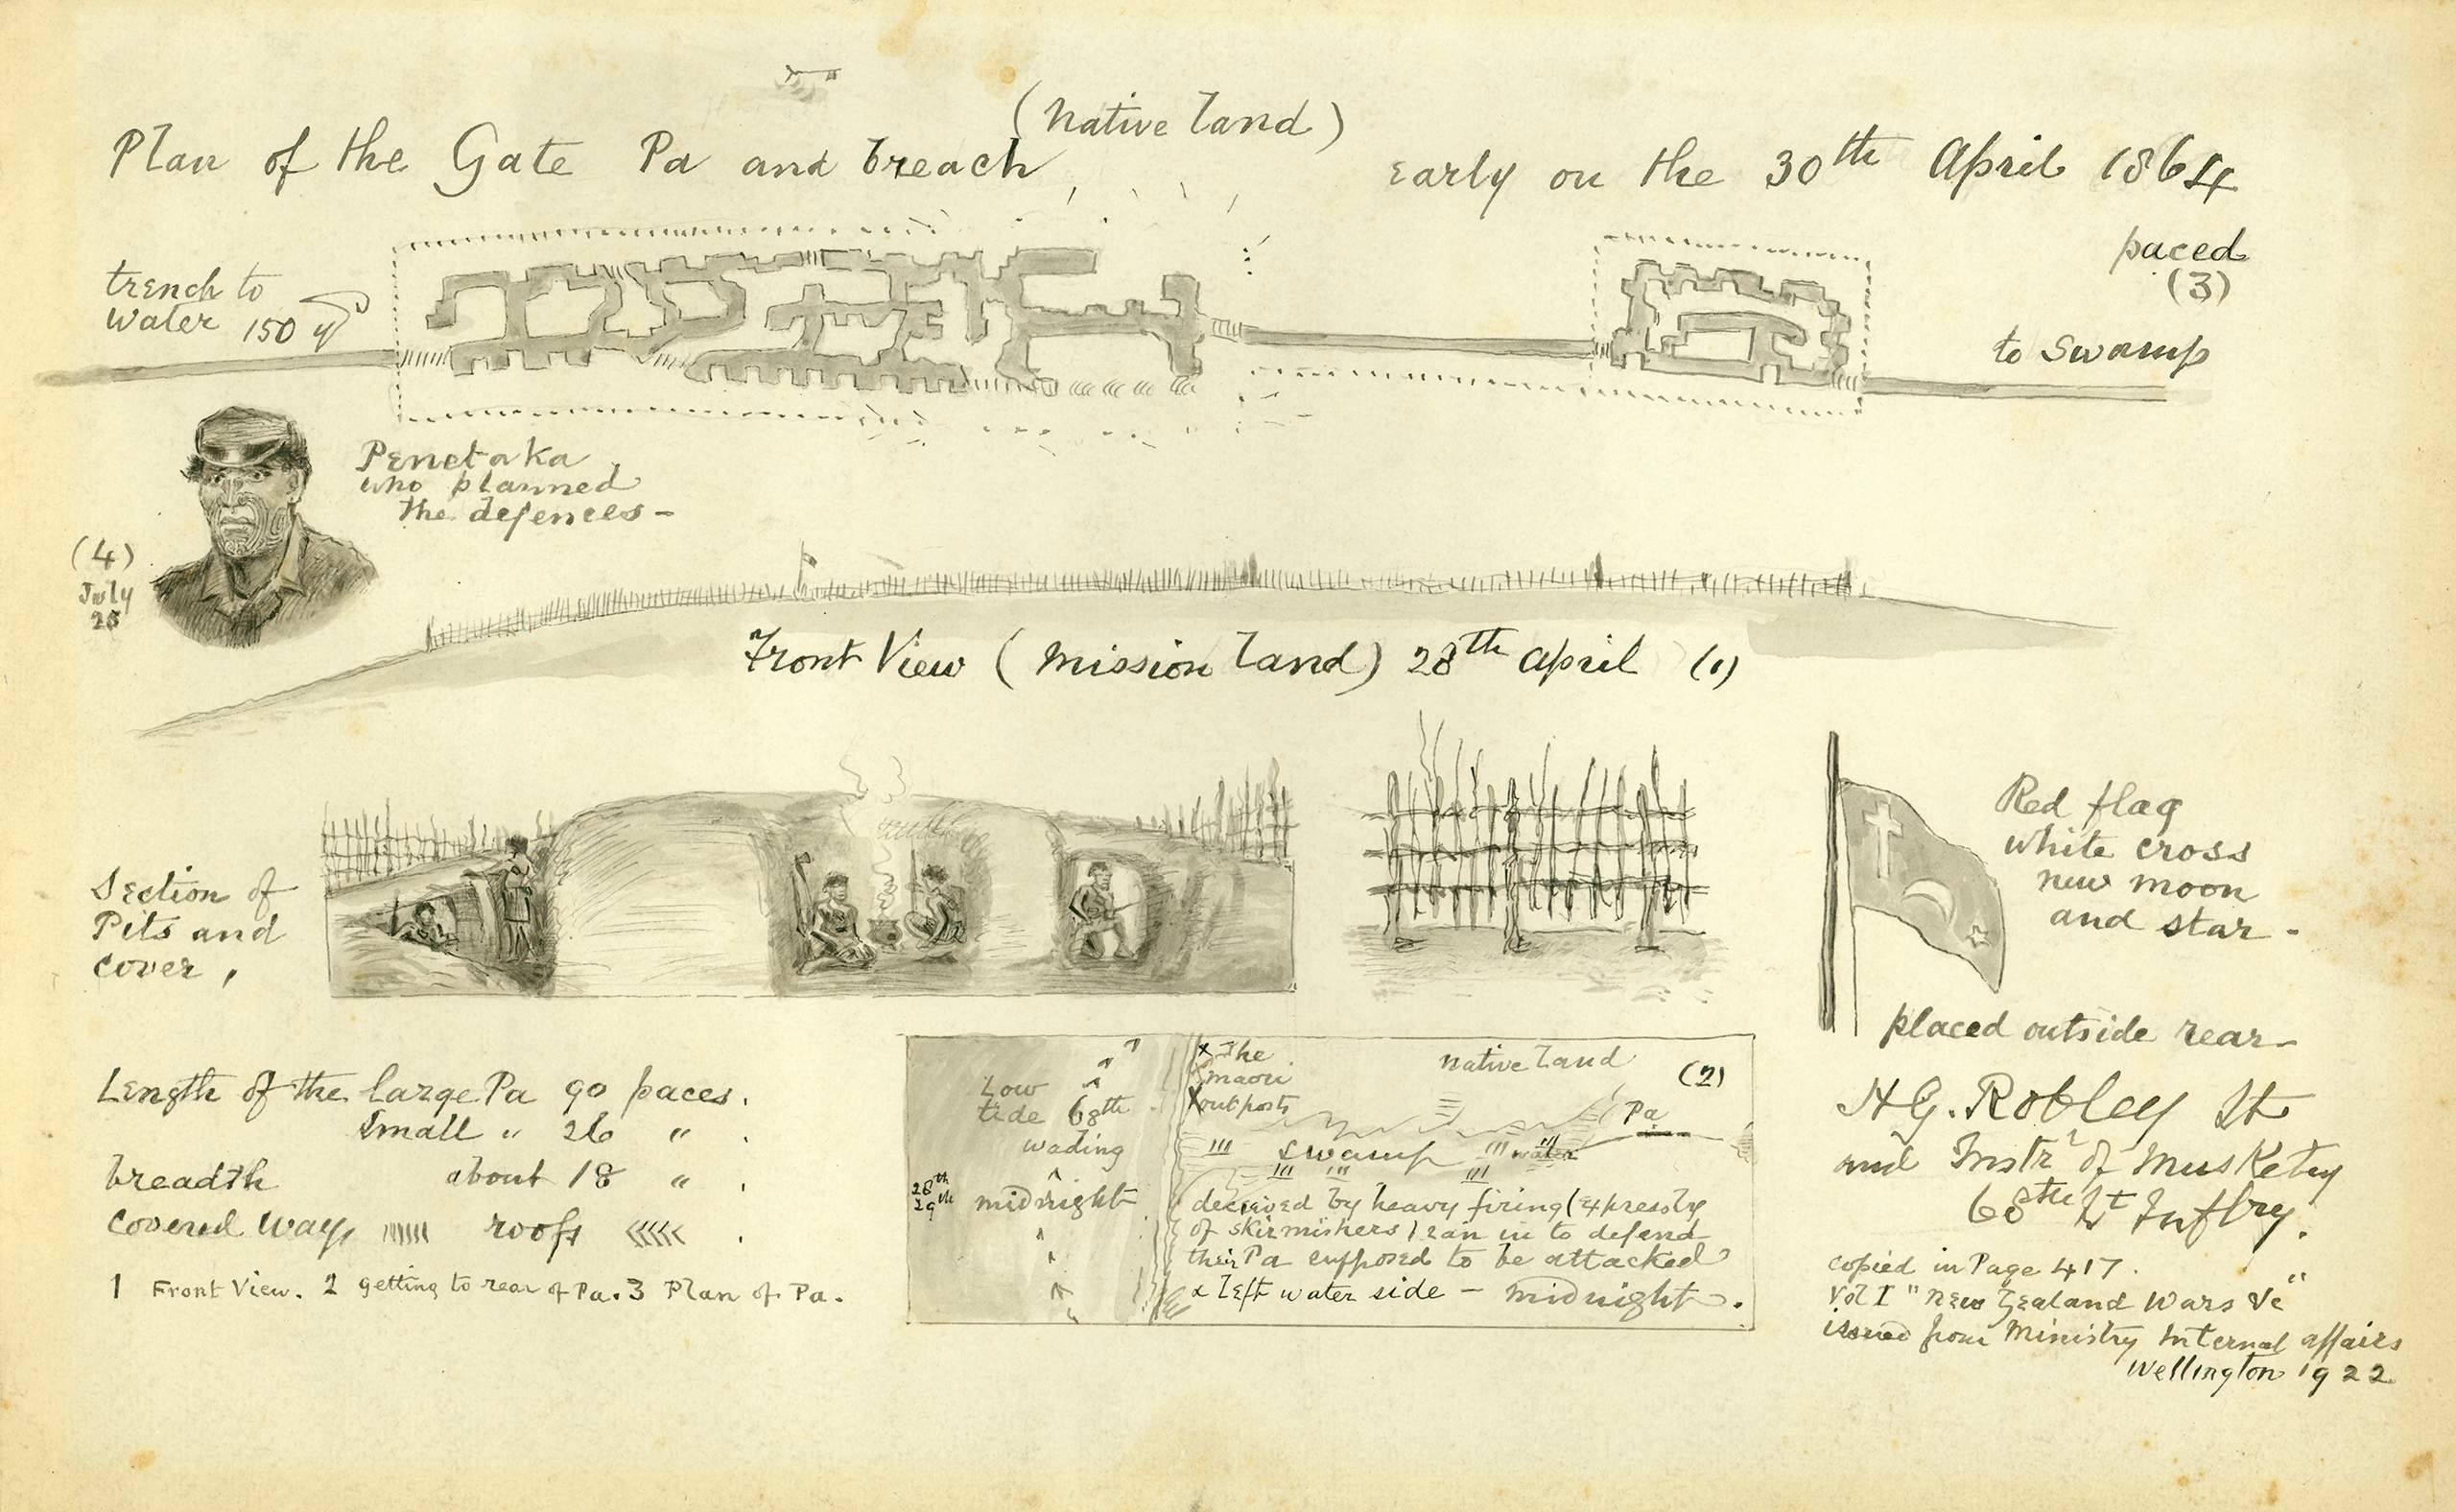 (Native Land)
Plan of the Gate Pa and breach
Early on the 30th April 1864
paced
(3)
trench to
water 150 y
to Swamp
Penetaka
who planned
the defences -
(4)
July
28
Front View (Mission Land) 28th April (1)
Section of
Pits and
cover,
Red flag
white cross
new moon
and star -
placed outside rear -
Length of the large Pa 90 paces.
Small " 26 " .
breadth about 18 " .
Covered ways roofs .
1 Front View. 2 getting to rear of Pa. 3 Plan of Pa.
Low
tide 68th
wading
28th
29th midnight
x The
maori
x outposts
native land
(2)
Pa
swamp water
deceived by heavy firing (expressly
of skirmishers) ran in to defend
their Pa supposed to be attacked
& left water side - midnight.
H.G. Robley Lt
and Instr of Musketry
68th Lt Inftry.
copied in Page 417.
Vol I "New Zealand Wars &c"
issued from Ministry Internal affairs
Wellington 1922